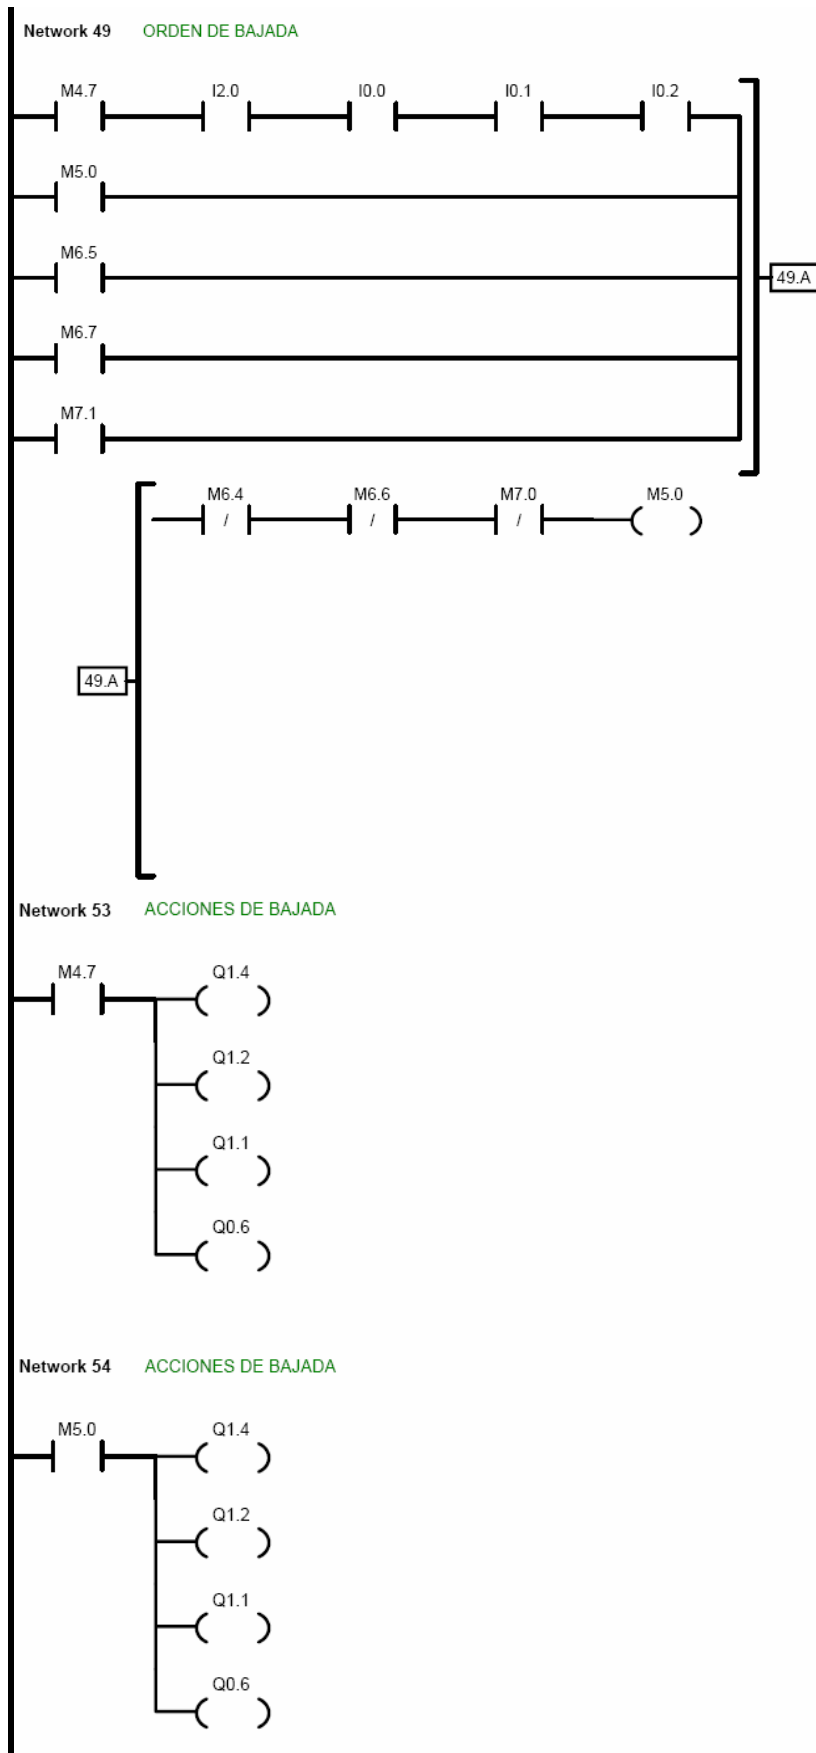 Network 49 ORDEN DE BAJADA
M4.7 I2.0 I0.0 I0.1 I0.2
M5.0
M6.5
49.A
M6.7
M7.1
M6.4 M6.6 M7.0 M5.0
/ / /
49.A
Network 53 ACCIONES DE BAJADA
M4.7 Q1.4
Q1.2
Q1.1
Q0.6
Network 54 ACCIONES DE BAJADA
M5.0 Q1.4
Q1.2
Q1.1
Q0.6